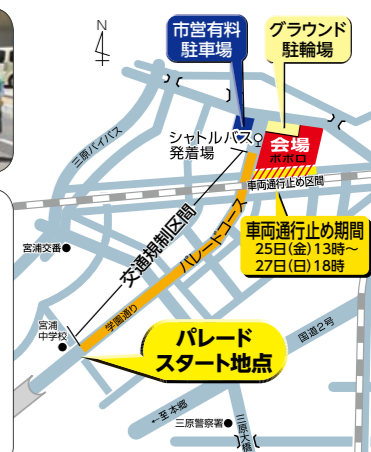 N
市営有料
駐車場
グラウンド
駐輪場
シャトルバス
発着場
会場
ポポロ
三原バイパス
車両通行止め区間
車両通行止め期間
25日(金)13時～
27日(日)18時
宮浦交番
交通規制区間
パレードコース
学園通り
宮浦
中学校
パレード
スタート地点
国道2号
←至本郷
三原警察署
三原大橋